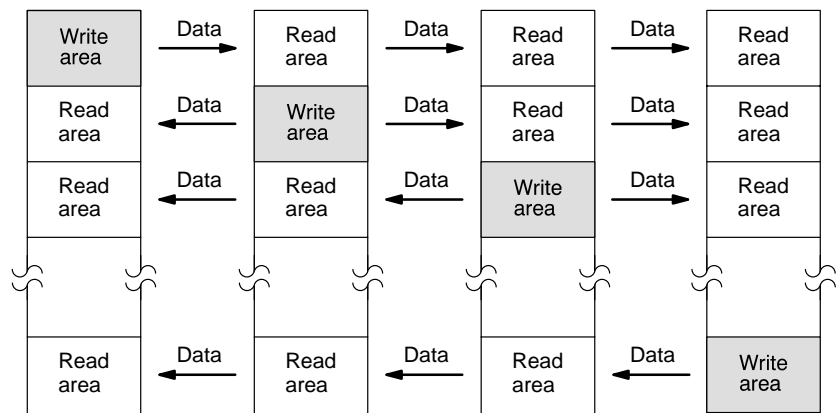 Write area Data Read area Data Read area Data Read area
Read area Data Write area Data Read area Data Read area
Read area Data Read area Data Write area Data Read area
Read area Data Read area Data Read area Data Write area